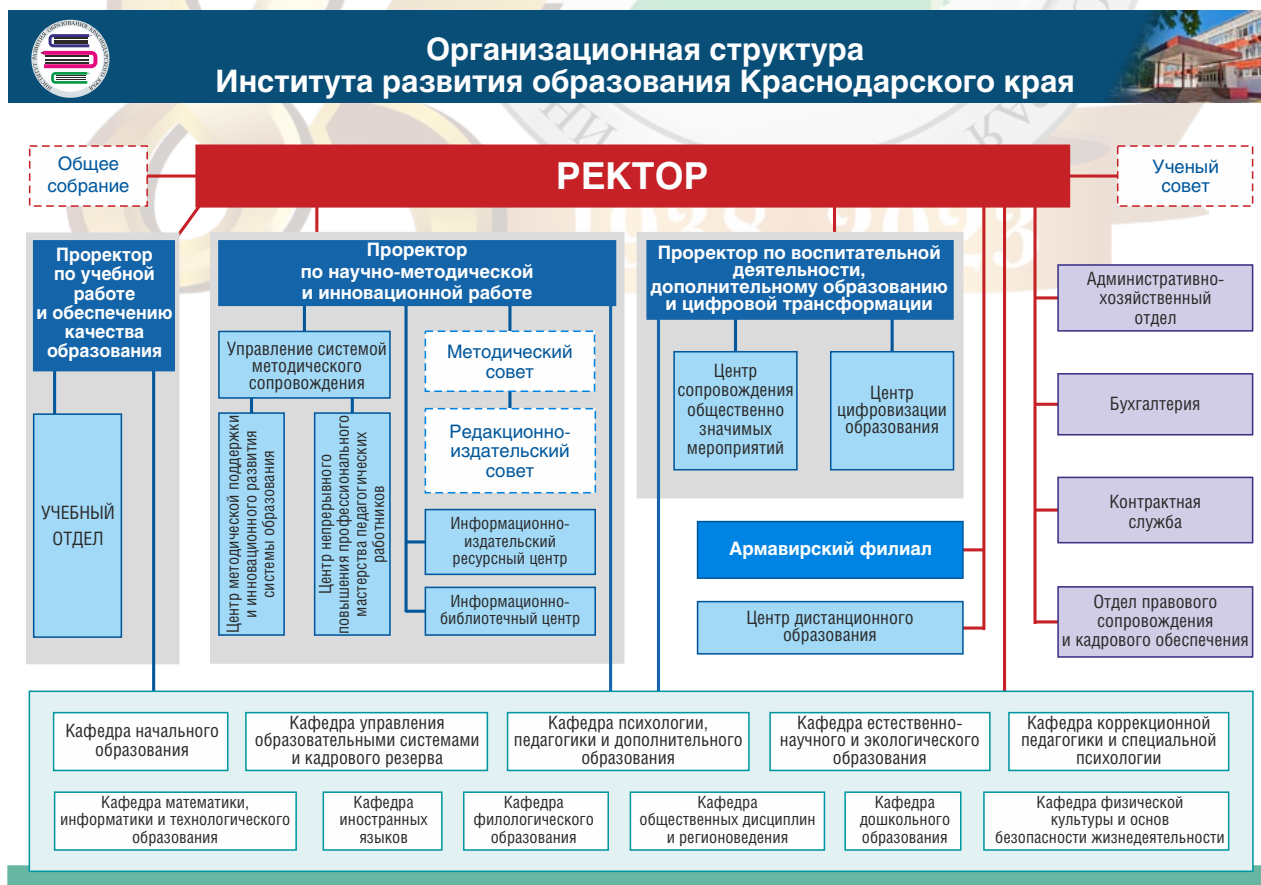 Организационная структура
Института развития образования Краснодарского края
Общее
собрание
РЕКТОР
Ученый
совет
Проректор
по учебной
работе
и обеспечению
качества
образования
УЧЕБНЫЙ
ОТДЕЛ
Проректор
по научно-методической
и инновационной работе
Управление системой
методического
сопровождения
Центр методической поддержки
и инновационного развития
системы образования
Центр непрерывного
повышения профессионального
мастерства педагогических
работников
Методический
совет
Редакционно-
издательский
совет
Информационно-
издательский
ресурсный центр
Информационно-
библиотечный центр
Проректор по воспитательной
деятельности,
дополнительному образованию
и цифровой трансформации
Центр
сопровождения
общественно
значимых
мероприятий
Центр
цифровизации
образования
Армавирский филиал
Центр дистанционного
образования
Административно-
хозяйственный
отдел
Бухгалтерия
Контрактная
служба
Отдел правового
сопровождения
и кадрового обеспечения
Кафедра начального
образования
Кафедра управления
образовательными системами
и кадрового резерва
Кафедра психологии,
педагогики и дополнительного
образования
Кафедра естественно-
научного и экологического
образования
Кафедра коррекционной
педагогики и специальной
психологии
Кафедра математики,
информатики и технологического
образования
Кафедра
иностранных
языков
Кафедра
филологического
образования
Кафедра
общественных дисциплин
и регионоведения
Кафедра
дошкольного
образования
Кафедра физической
культуры и основ
безопасности жизнедеятельности